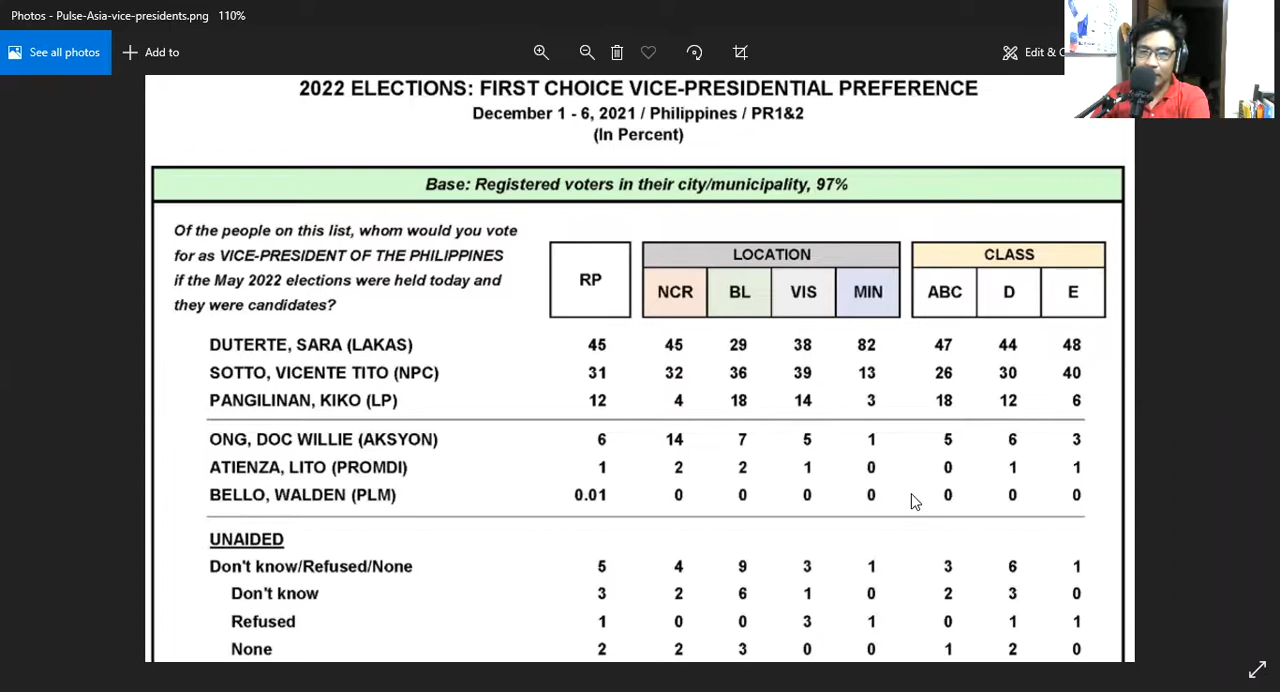 Photos - Pulse-Asia-vice-presidents.png 110%
See all photos + Add to Edit & C
2022 ELECTIONS: FIRST CHOICE VICE-PRESIDENTIAL PREFERENCE
December 1 - 6, 2021 / Philippines / PR1&2
(In Percent)
Base: Registered voters in their city/municipality, 97%
Of the people on this list, whom would you vote
for as VICE-PRESIDENT OF THE PHILIPPINES
if the May 2022 elections were held today and
they were candidates?
LOCATION CLASS
RP NCR BL VIS MIN ABC D E
DUTERTE, SARA (LAKAS) 45 45 29 38 82 47 44 48
SOTTO, VICENTE TITO (NPC) 31 32 36 39 13 26 30 40
PANGILINAN, KIKO (LP) 12 4 18 14 3 18 12 6
ONG, DOC WILLIE (AKSYON) 6 14 7 5 1 5 6 3
ATIENZA, LITO (PROMDI) 1 2 2 1 0 0 1 1
BELLO, WALDEN (PLM) 0.01 0 0 0 0 0 0 0
UNAIDED
Don't know/Refused/None 5 4 9 3 1 3 6 1
Don't know 3 2 6 1 0 2 3 0
Refused 1 0 0 3 1 0 1 1
None 2 2 3 0 0 1 2 0